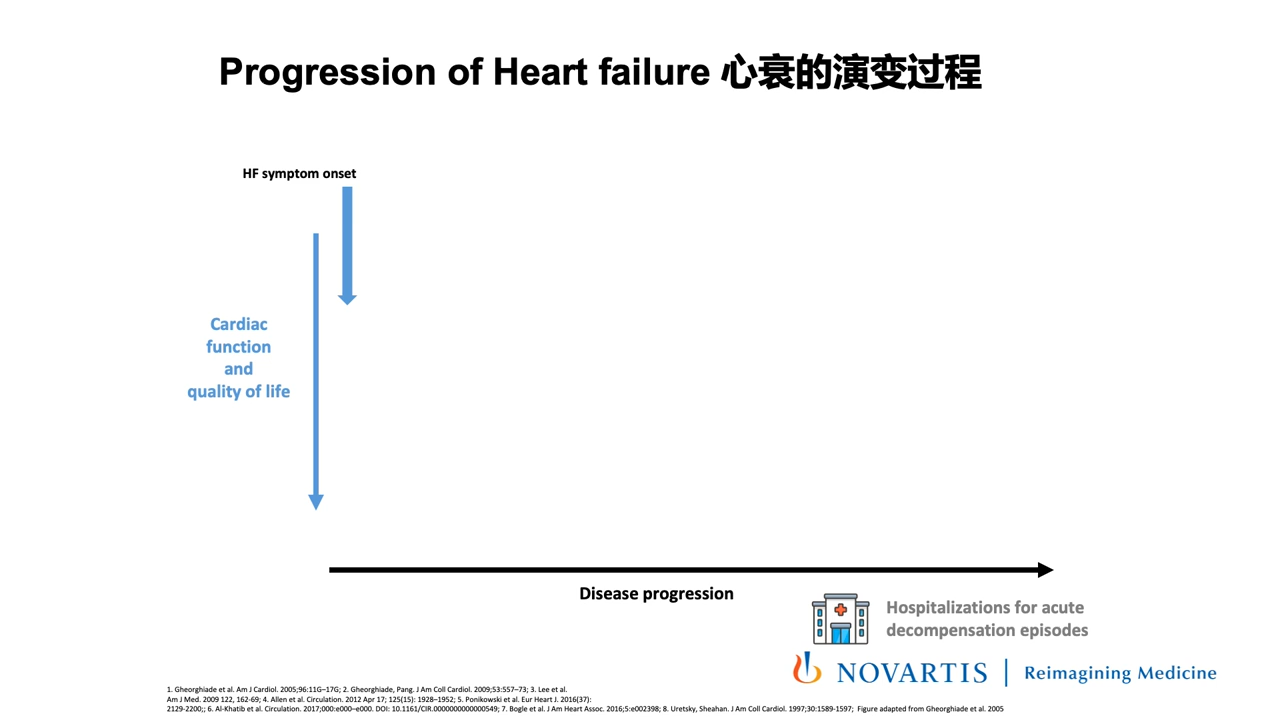 Progression of Heart failure 心衰的演变过程
HF symptom onset
Cardiac
function
and
quality of life
Disease progression
Hospitalizations for acute
decompensation episodes
NOVARTIS | Reimagining Medicine
1. Gheorghiade et al. Am J Cardiol. 2005;96:11G–17G; 2. Gheorghiade, Pang. J Am Coll Cardiol. 2009;53:557–73; 3. Lee et al.
Am J Med. 2009 122, 162-69; 4. Allen et al. Circulation. 2012 Apr 17; 125(15): 1928–1952; 5. Ponikowski et al. Eur Heart J. 2016(37):
2129-2200;; 6. Al-Khatib et al. Circulation. 2017;000:e000–e000. DOI: 10.1161/CIR.0000000000000549; 7. Bogle et al. J Am Heart Assoc. 2016;5:e002398; 8. Uretsky, Sheahan. J Am Coll Cardiol. 1997;30:1589-1597; Figure adapted from Gheorghiade et al. 2005